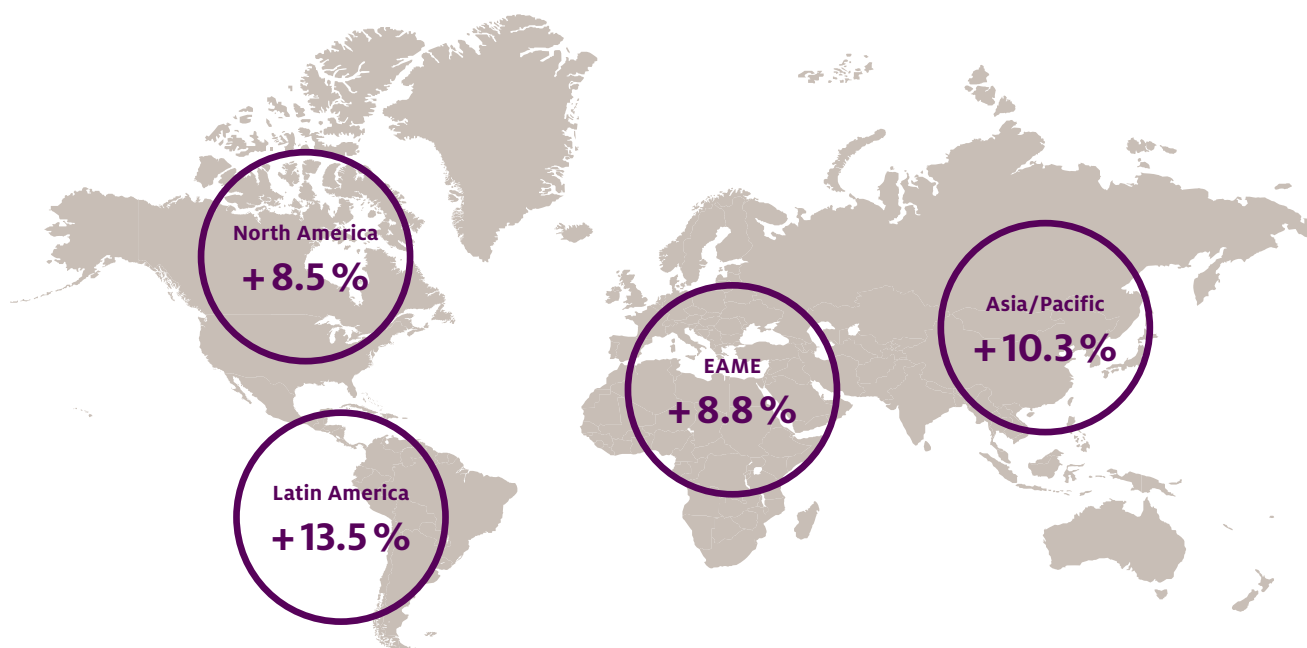 North America
+ 8.5 %
Asia/Pacific
+ 10.3 %
EAME
+ 8.8 %
Latin America
+ 13.5 %